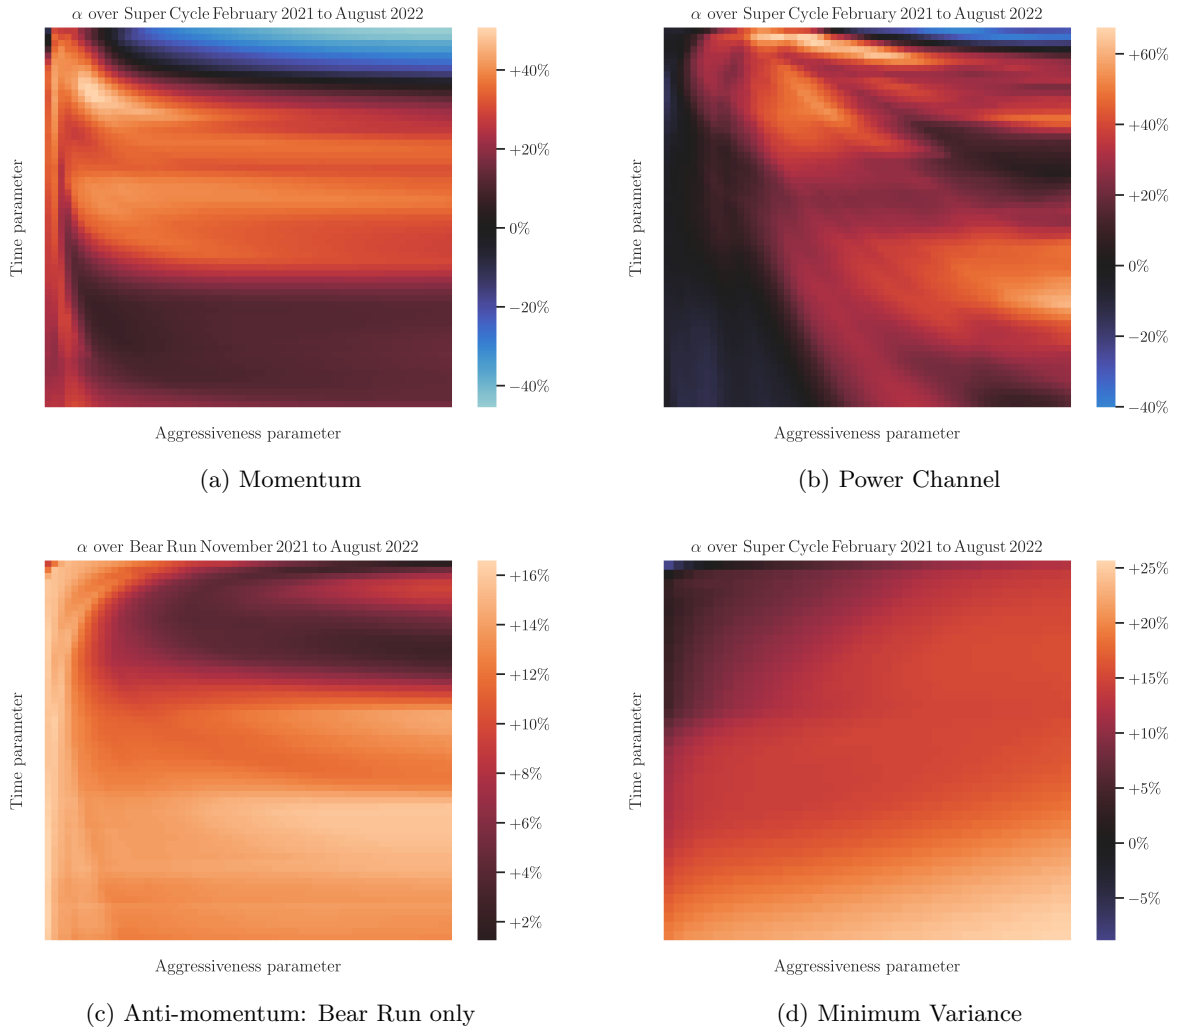 α over Super Cycle February 2021 to August 2022
Time parameter
+40%
+20%
0%
−20%
−40%
Aggressiveness parameter
(a) Momentum
α over Super Cycle February 2021 to August 2022
Time parameter
+60%
+40%
+20%
0%
−20%
−40%
Aggressiveness parameter
(b) Power Channel
α over Bear Run November 2021 to August 2022
Time parameter
+16%
+14%
+12%
+10%
+8%
+6%
+4%
+2%
Aggressiveness parameter
(c) Anti-momentum: Bear Run only
α over Super Cycle February 2021 to August 2022
Time parameter
+25%
+20%
+15%
+10%
+5%
0%
−5%
Aggressiveness parameter
(d) Minimum Variance